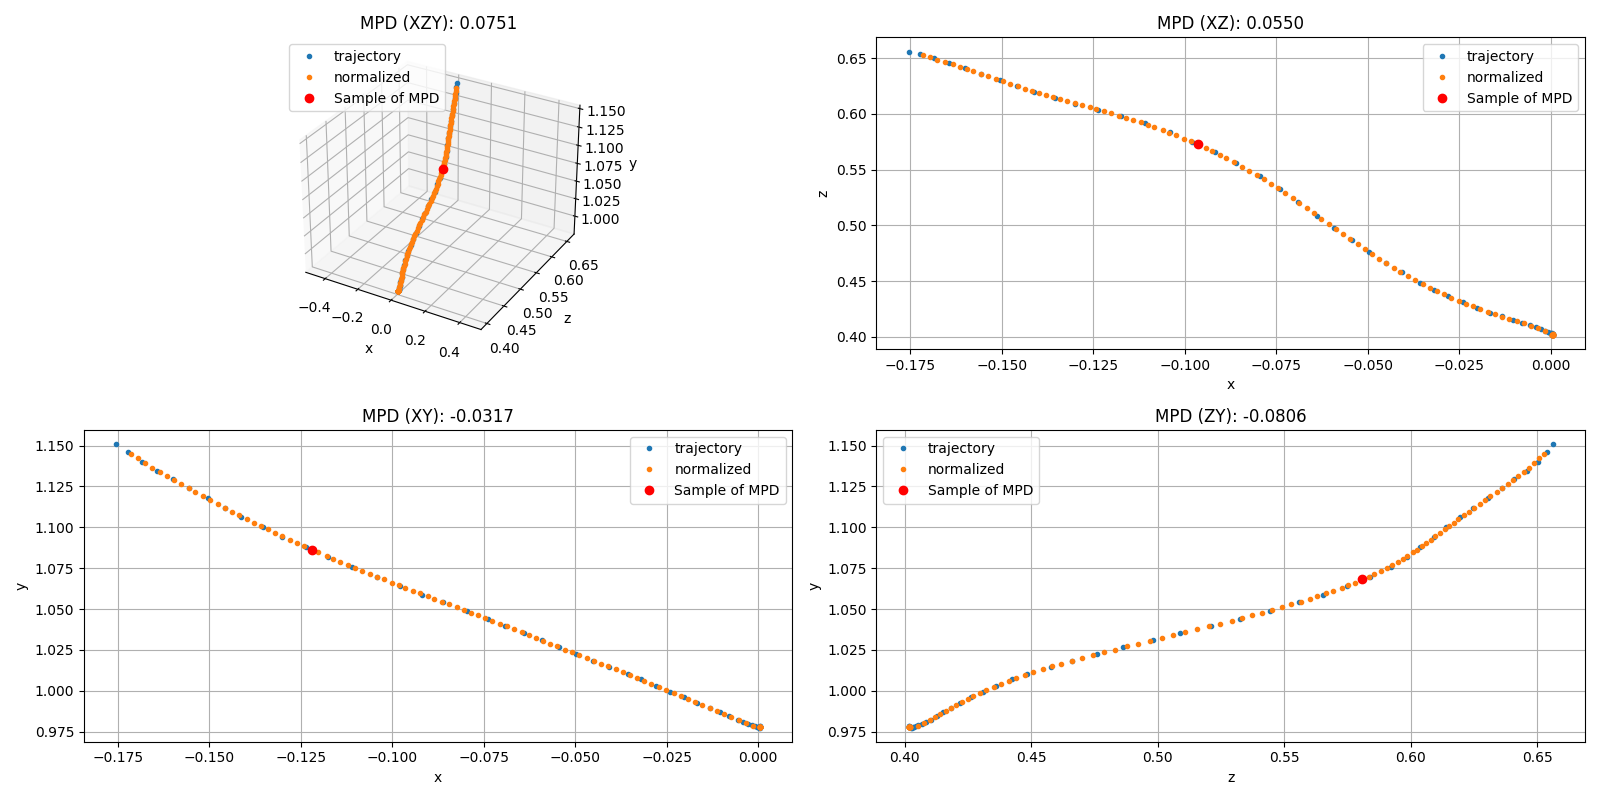 MPD (XZY): 0.0751
trajectory
normalized
Sample of MPD
1.150
1.125
1.100
1.075
1.050
1.025
1.000
y
0.65
0.60
0.55
0.50
0.45
0.40
z
−0.4
−0.2
0.0
0.2
0.4
x
MPD (XZ): 0.0550
trajectory
normalized
Sample of MPD
0.65
0.60
0.55
0.50
0.45
0.40
z
−0.175 −0.150 −0.125 −0.100 −0.075 −0.050 −0.025 0.000
x
MPD (XY): -0.0317
trajectory
normalized
Sample of MPD
1.150
1.125
1.100
1.075
1.050
1.025
1.000
0.975
y
−0.175 −0.150 −0.125 −0.100 −0.075 −0.050 −0.025 0.000
x
MPD (ZY): -0.0806
trajectory
normalized
Sample of MPD
1.150
1.125
1.100
1.075
1.050
1.025
1.000
0.975
y
0.40 0.45 0.50 0.55 0.60 0.65
z